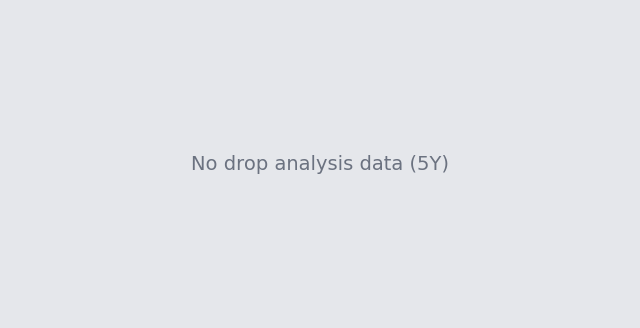 No drop analysis data (5Y)